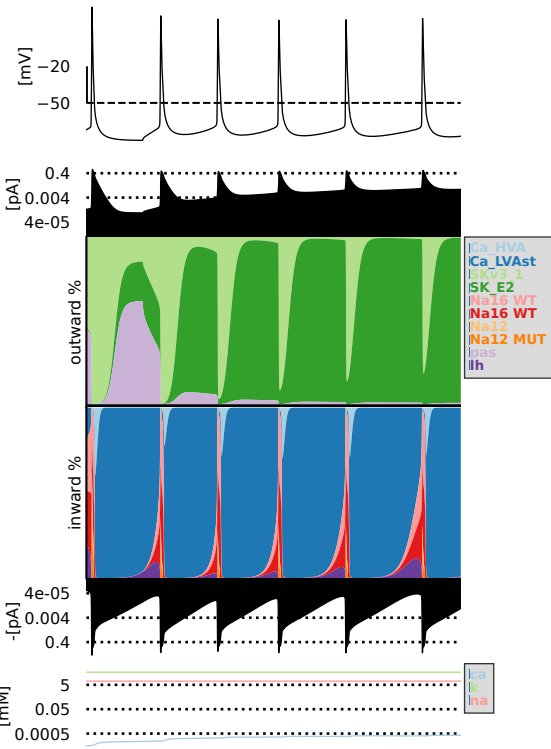 [mV]
−20
−50
[pA]
0.4
0.004
4e-05
outward %
Ca_HVA
Ca_LVAst
SKv3_1
SK_E2
Na16 WT
Na16 WT
Na12
Na12 MUT
pas
Ih
inward %
-[pA]
4e-05
0.004
0.4
[mM]
5
0.05
0.0005
ca
k
na